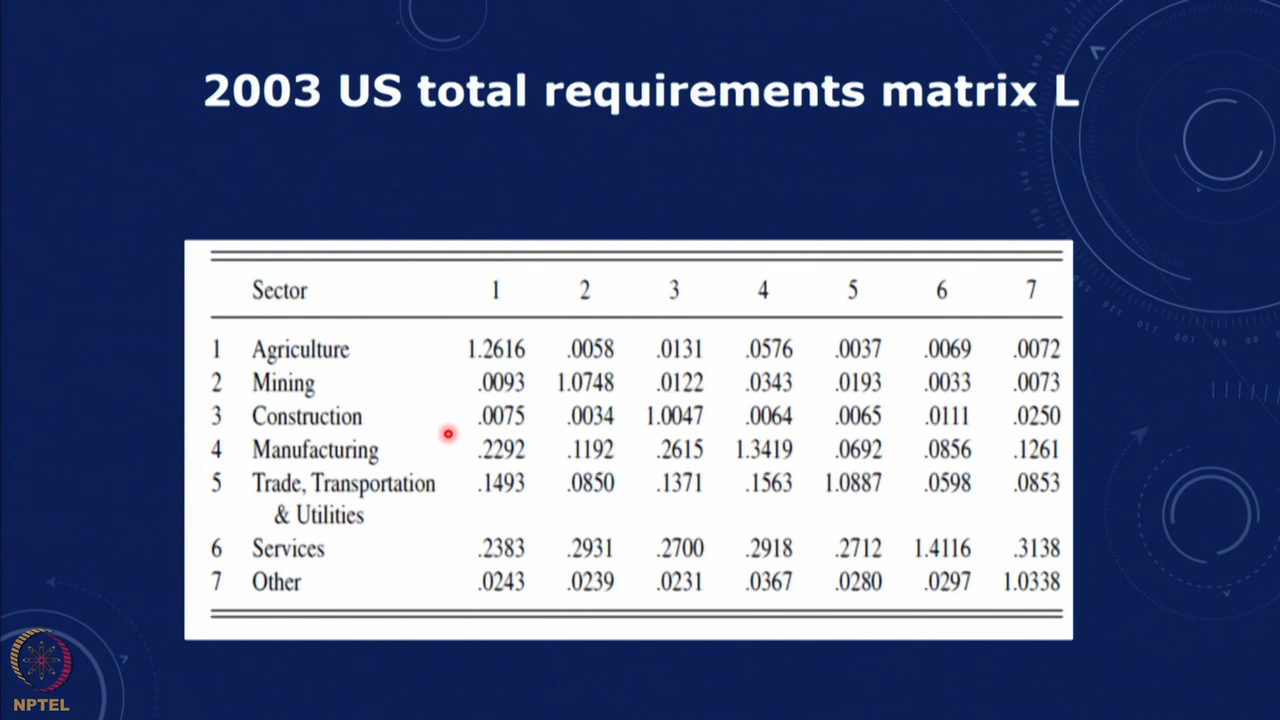 2003 US total requirements matrix L
Sector 1 2 3 4 5 6 7
1 Agriculture 1.2616 .0058 .0131 .0576 .0037 .0069 .0072
2 Mining .0093 1.0748 .0122 .0343 .0193 .0033 .0073
3 Construction .0075 .0034 1.0047 .0064 .0065 .0111 .0250
4 Manufacturing .2292 .1192 .2615 1.3419 .0692 .0856 .1261
5 Trade, Transportation .1493 .0850 .1371 .1563 1.0887 .0598 .0853
& Utilities
6 Services .2383 .2931 .2700 .2918 .2712 1.4116 .3138
7 Other .0243 .0239 .0231 .0367 .0280 .0297 1.0338
NPTEL